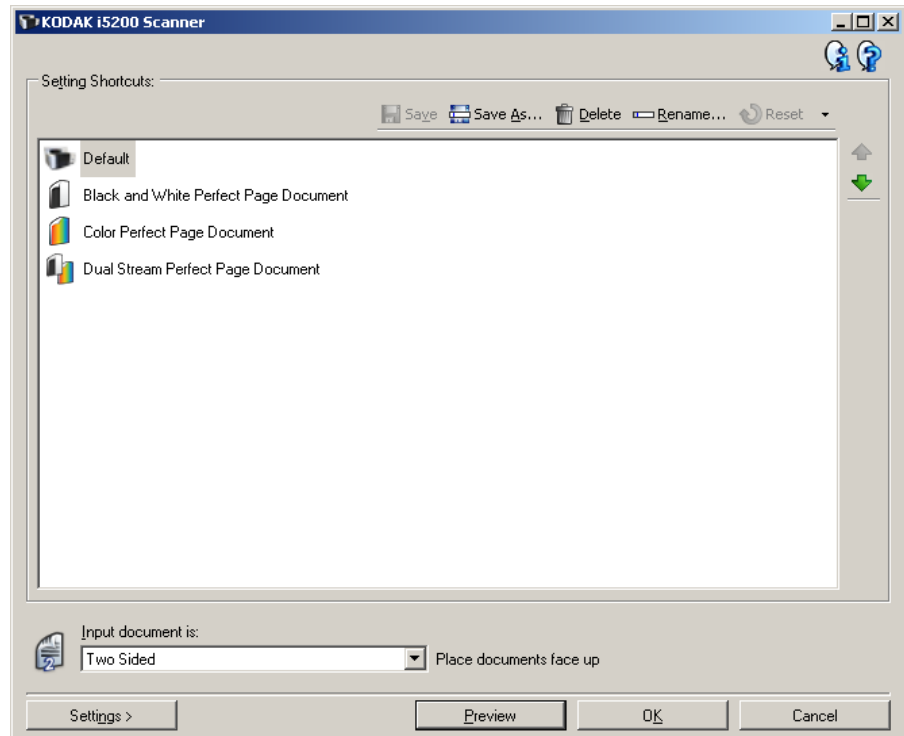 KODAK i5200 Scanner
Setting Shortcuts:
Save Save As... Delete Rename... Reset
Default
Black and White Perfect Page Document
Color Perfect Page Document
Dual Stream Perfect Page Document
Input document is:
2 Two Sided Place documents face up
Settings > Preview OK Cancel